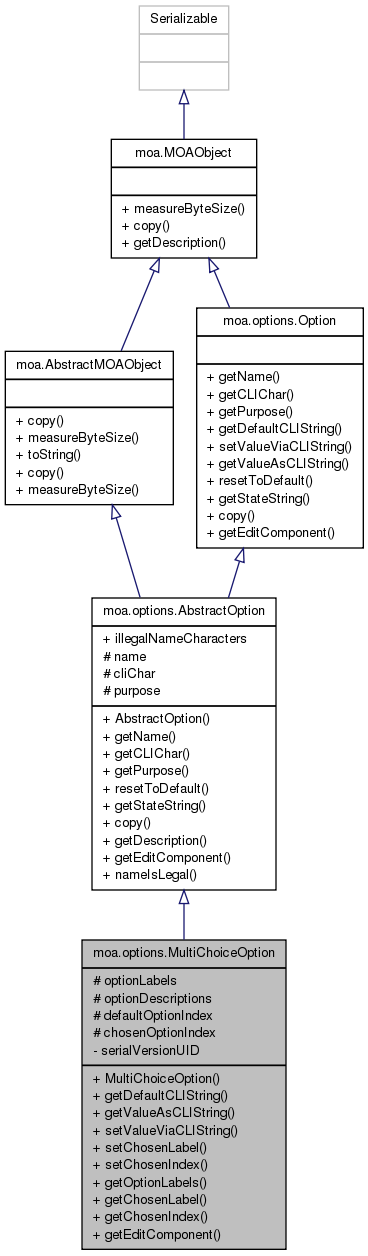 Serializable
moa.MOAObject
+ measureByteSize()
+ copy()
+ getDescription()
moa.options.Option
+ getName()
+ getCLIChar()
+ getPurpose()
+ getDefaultCLIString()
+ setValueViaCLIString()
+ getValueAsCLIString()
+ resetToDefault()
+ getStateString()
+ copy()
+ getEditComponent()
moa.AbstractMOAObject
+ copy()
+ measureByteSize()
+ toString()
+ copy()
+ measureByteSize()
moa.options.AbstractOption
+ illegalNameCharacters
# name
# cliChar
# purpose
+ AbstractOption()
+ getName()
+ getCLIChar()
+ getPurpose()
+ resetToDefault()
+ getStateString()
+ copy()
+ getDescription()
+ getEditComponent()
+ nameIsLegal()
moa.options.MultiChoiceOption
# optionLabels
# optionDescriptions
# defaultOptionIndex
# chosenOptionIndex
- serialVersionUID
+ MultiChoiceOption()
+ getDefaultCLIString()
+ getValueAsCLIString()
+ setValueViaCLIString()
+ setChosenLabel()
+ setChosenIndex()
+ getOptionLabels()
+ getChosenLabel()
+ getChosenIndex()
+ getEditComponent()